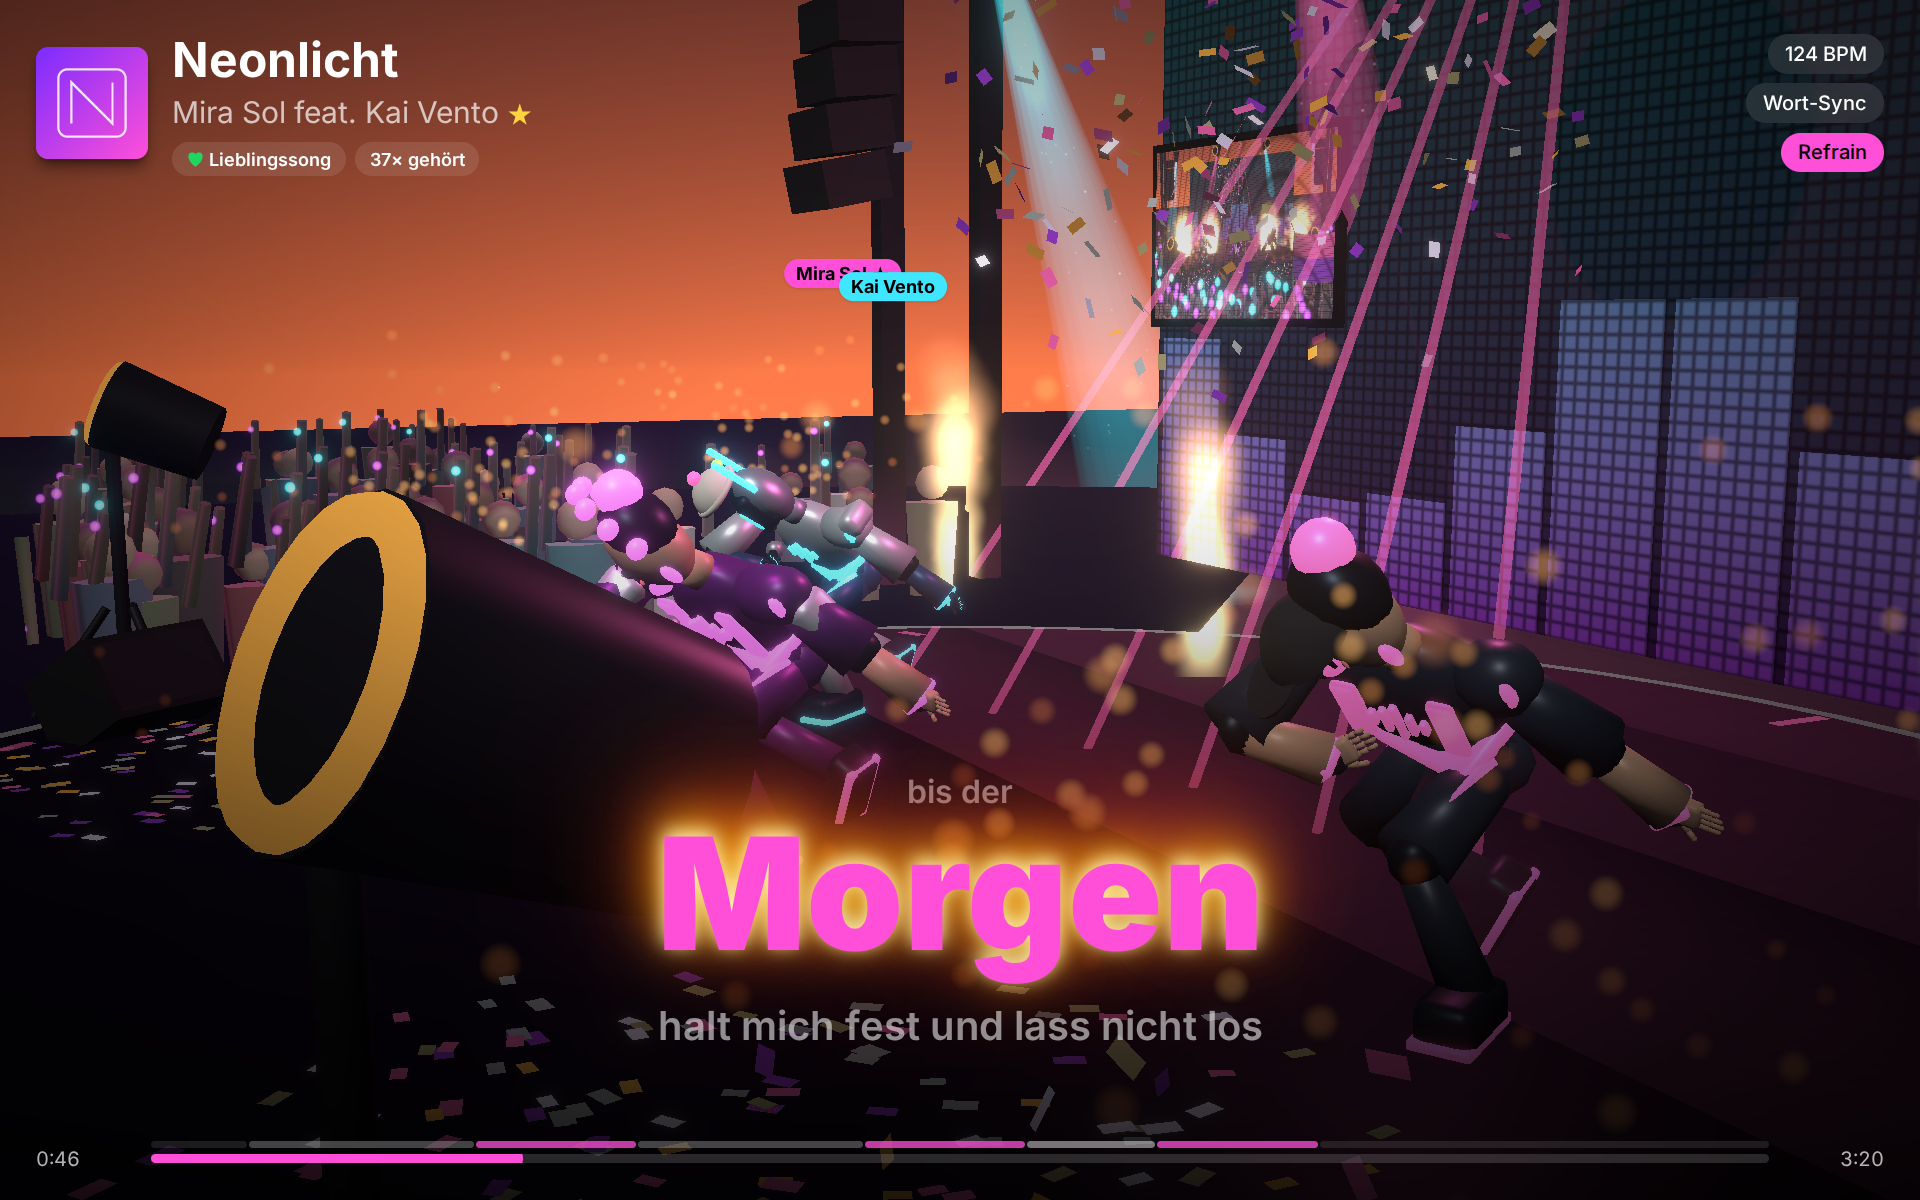 Neonlicht
Mira Sol feat. Kai Vento ★
Lieblingssong
37× gehört
124 BPM
Wort-Sync
Refrain
Mira
Kai Vento
bis der
Morgen
halt mich fest und lass nicht los
0:46
3:20